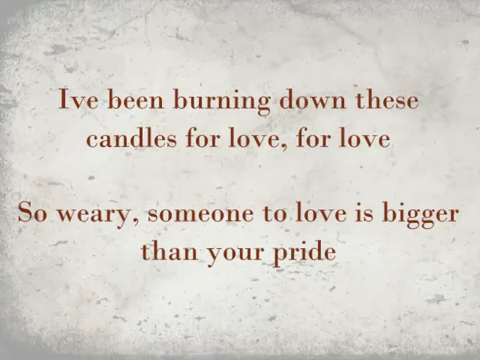 Ive been burning down these
candles for love, for love
So weary, someone to love is bigger
than your pride